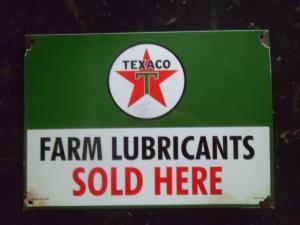 TEXACO
T
FARM LUBRICANTS
SOLD HERE